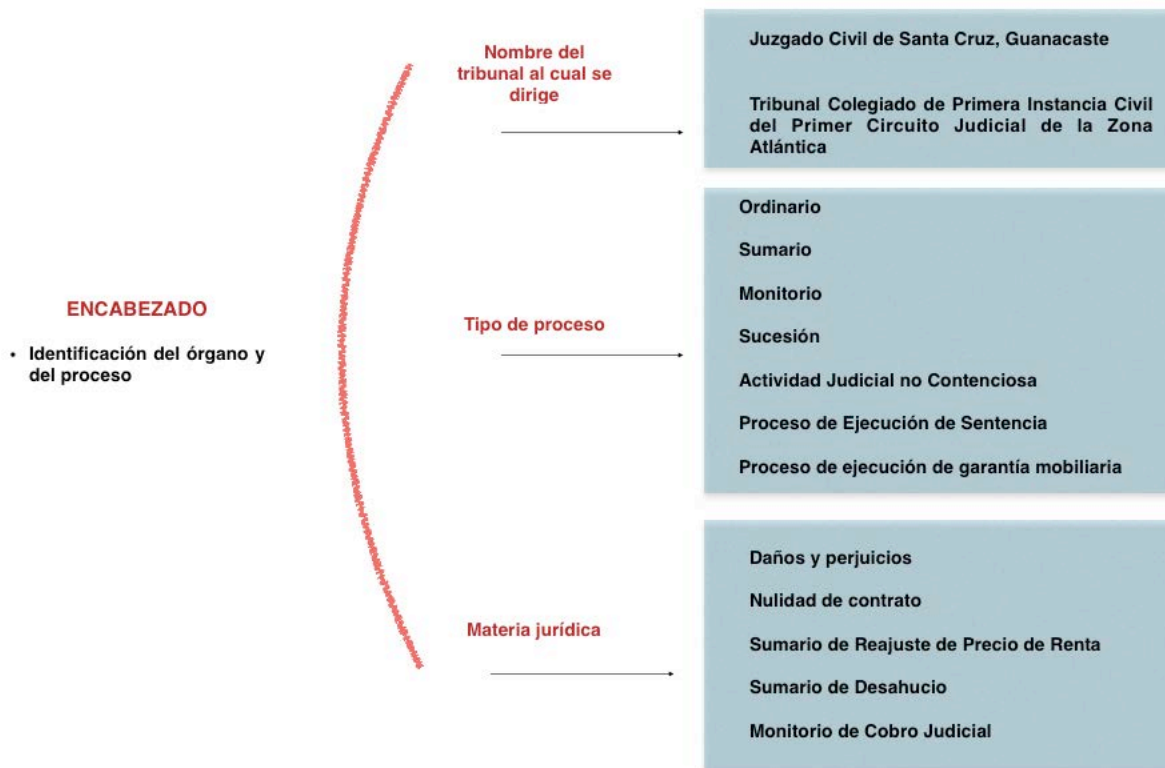 ENCABEZADO
• Identificación del órgano y
del proceso
Nombre del
tribunal al cual se
dirige
Juzgado Civil de Santa Cruz, Guanacaste
Tribunal Colegiado de Primera Instancia Civil
del Primer Circuito Judicial de la Zona
Atlántica
Tipo de proceso
Ordinario
Sumario
Monitorio
Sucesión
Actividad Judicial no Contenciosa
Proceso de Ejecución de Sentencia
Proceso de ejecución de garantía mobiliaria
Materia jurídica
Daños y perjuicios
Nulidad de contrato
Sumario de Reajuste de Precio de Renta
Sumario de Desahucio
Monitorio de Cobro Judicial